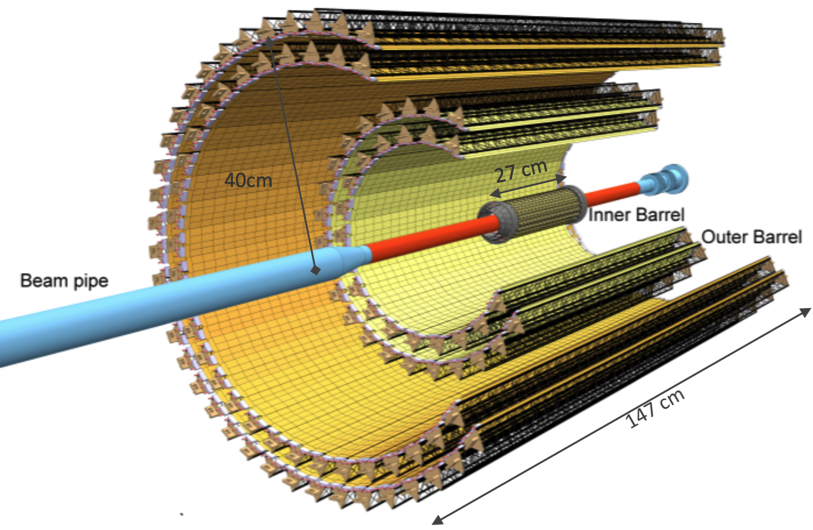 40cm
27 cm
Inner Barrel
Outer Barrel
Beam pipe
147 cm